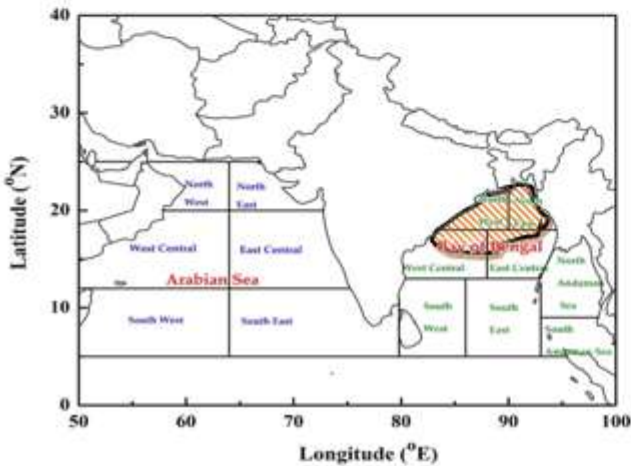 40
30
20
10
0
Latitude (°N)
North
West
North
East
West Central
East Central
Arabian Sea
South West
South East
Bay of Bengal
West Central
East Central
South
West
South
East
North
Andaman
Sea
South
Andaman Sea
50
60
70
80
90
100
Longitude (°E)